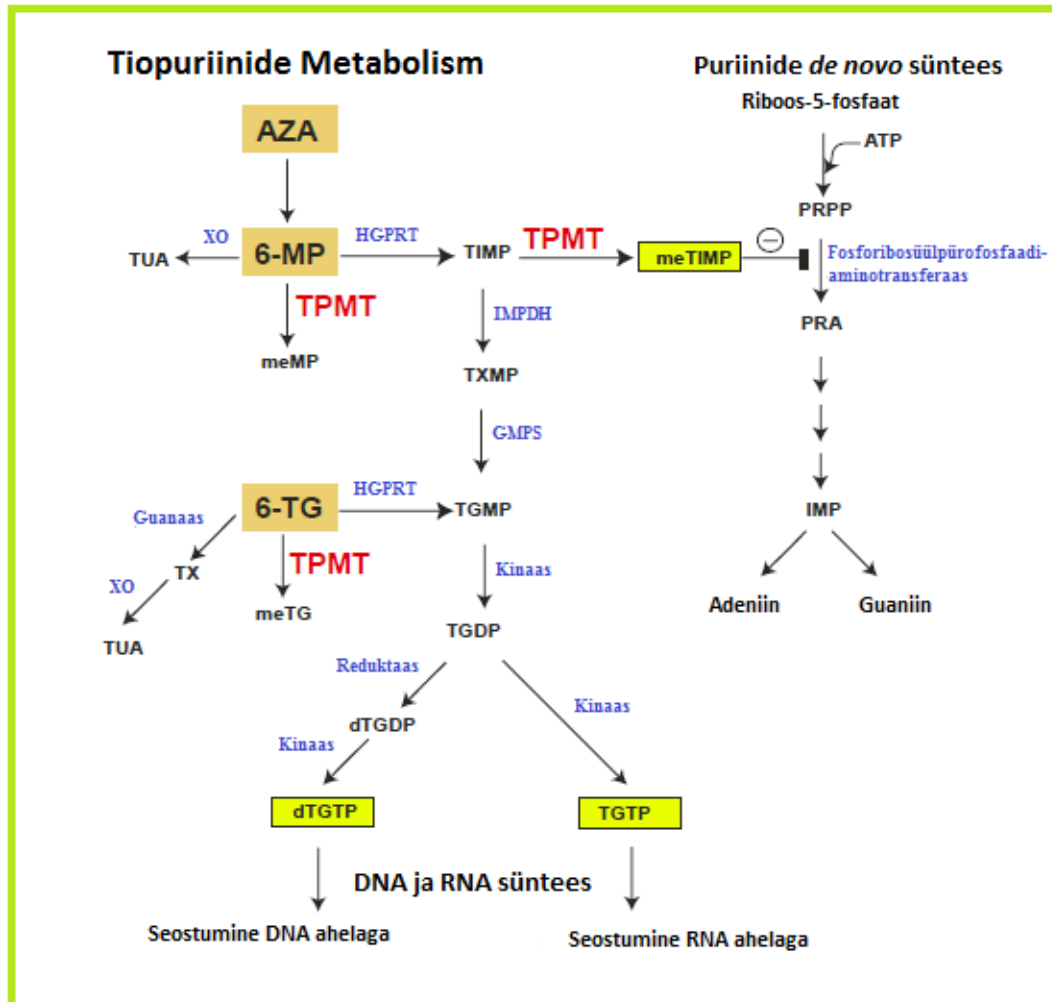 Tiopuriinide Metabolism
Puriinide de novo süntees
Riboos-5-fosfaat
AZA
ATP
PRPP
XO
HGPRT
TPMT
TUA
6-MP
TIMP
meTIMP
Fosforibosüülpürofosfaadi-
aminotransferaas
TPMT
IMPDH
PRA
meMP
TXMP
GMPS
HGPRT
6-TG
TGMP
IMP
Guanaas
TPMT
TX
Kinaas
XO
meTG
Adeniin
Guaniin
TUA
TGDP
Reduktaas
Kinaas
dTGDP
Kinaas
dTGTP
TGTP
DNA ja RNA süntees
Seostumine DNA ahelaga
Seostumine RNA ahelaga